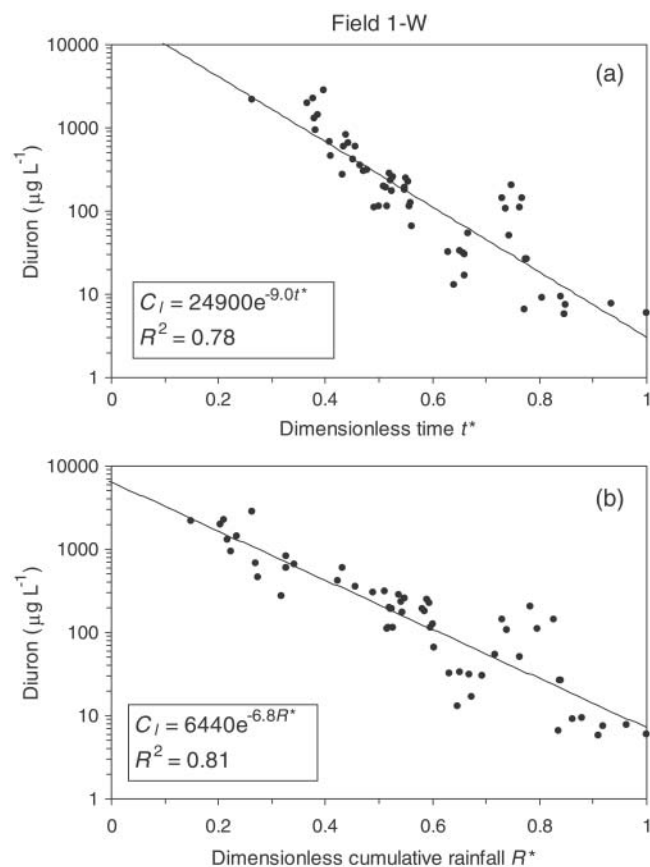 Field 1-W
(a)
Diuron (µg L⁻¹)
10000
1000
100
10
1
C_l = 24900e^-9.0t*
R² = 0.78
0 0.2 0.4 0.6 0.8 1
Dimensionless time t*
(b)
Diuron (µg L⁻¹)
10000
1000
100
10
1
C_l = 6440e^-6.8R*
R² = 0.81
0 0.2 0.4 0.6 0.8 1
Dimensionless cumulative rainfall R*